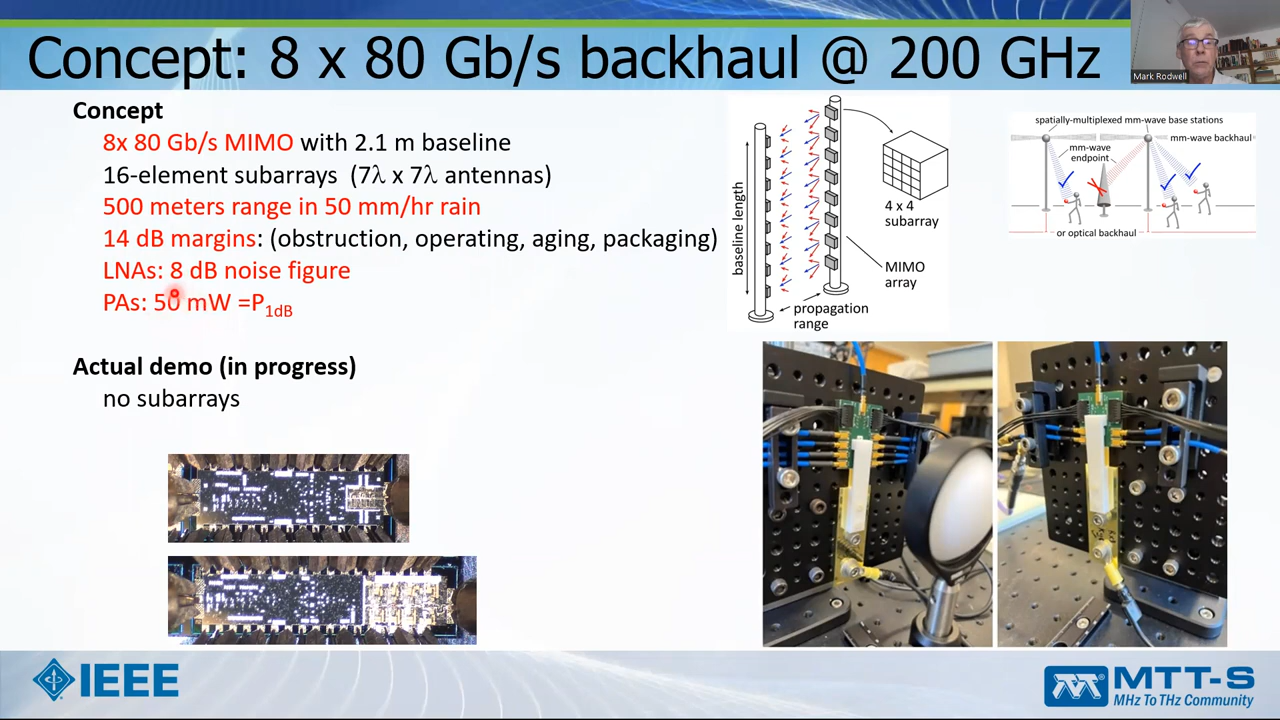 Concept: 8 x 80 Gb/s backhaul @ 200 GHz
Mark Rodwell
Concept
8x 80 Gb/s MIMO with 2.1 m baseline
16-element subarrays (7λ x 7λ antennas)
500 meters range in 50 mm/hr rain
14 dB margins: (obstruction, operating, aging, packaging)
LNAs: 8 dB noise figure
PAs: 50 mW =P1dB
Actual demo (in progress)
no subarrays
baseline length
4 x 4
subarray
MIMO
array
propagation
range
spatially-multiplexed mm-wave base stations
mm-wave backhaul
mm-wave
endpoint
or optical backhaul
IEEE
MTT-S
MHz To THz Community